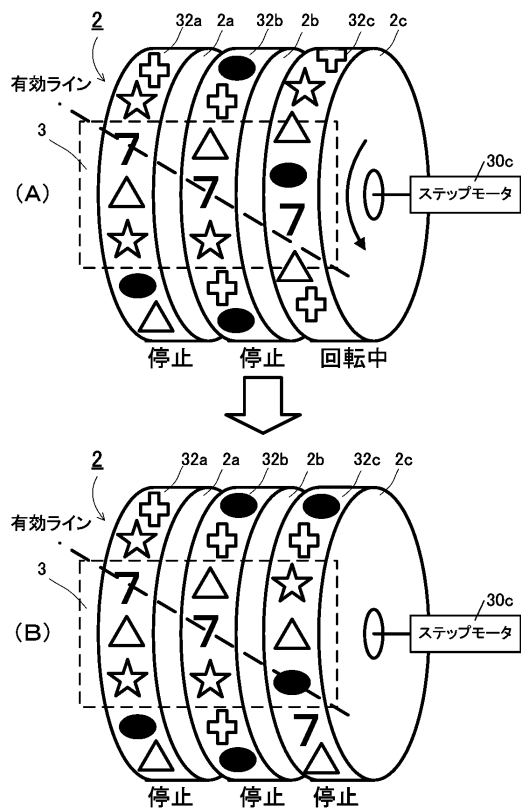 32a 2a 32b 2b 32c 2c
2
有効ライン
3
7
30c
(A)
ステップモータ
7
7
停止 停止 回転中
32a 2a 32b 2b 32c 2c
2
有効ライン
3
7
30c
(B)
7
ステップモータ
7
停止 停止 停止